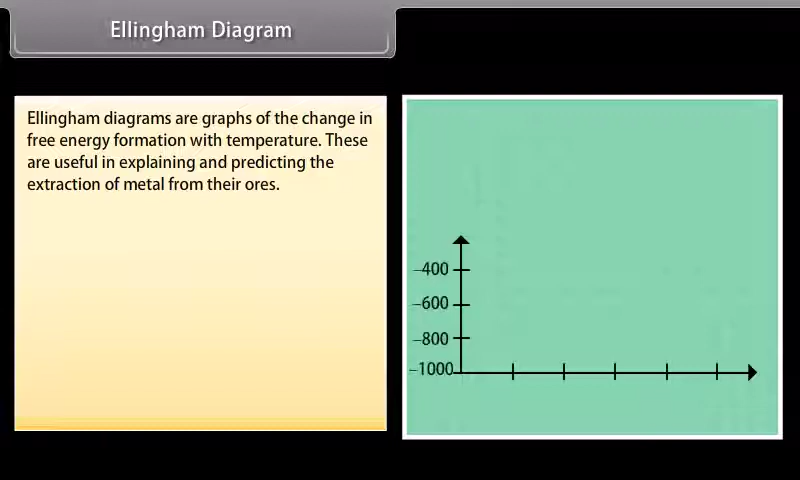 Ellingham Diagram
Ellingham diagrams are graphs of the change in
free energy formation with temperature. These
are useful in explaining and predicting the
extraction of metal from their ores.
–400
–600
–800
–1000